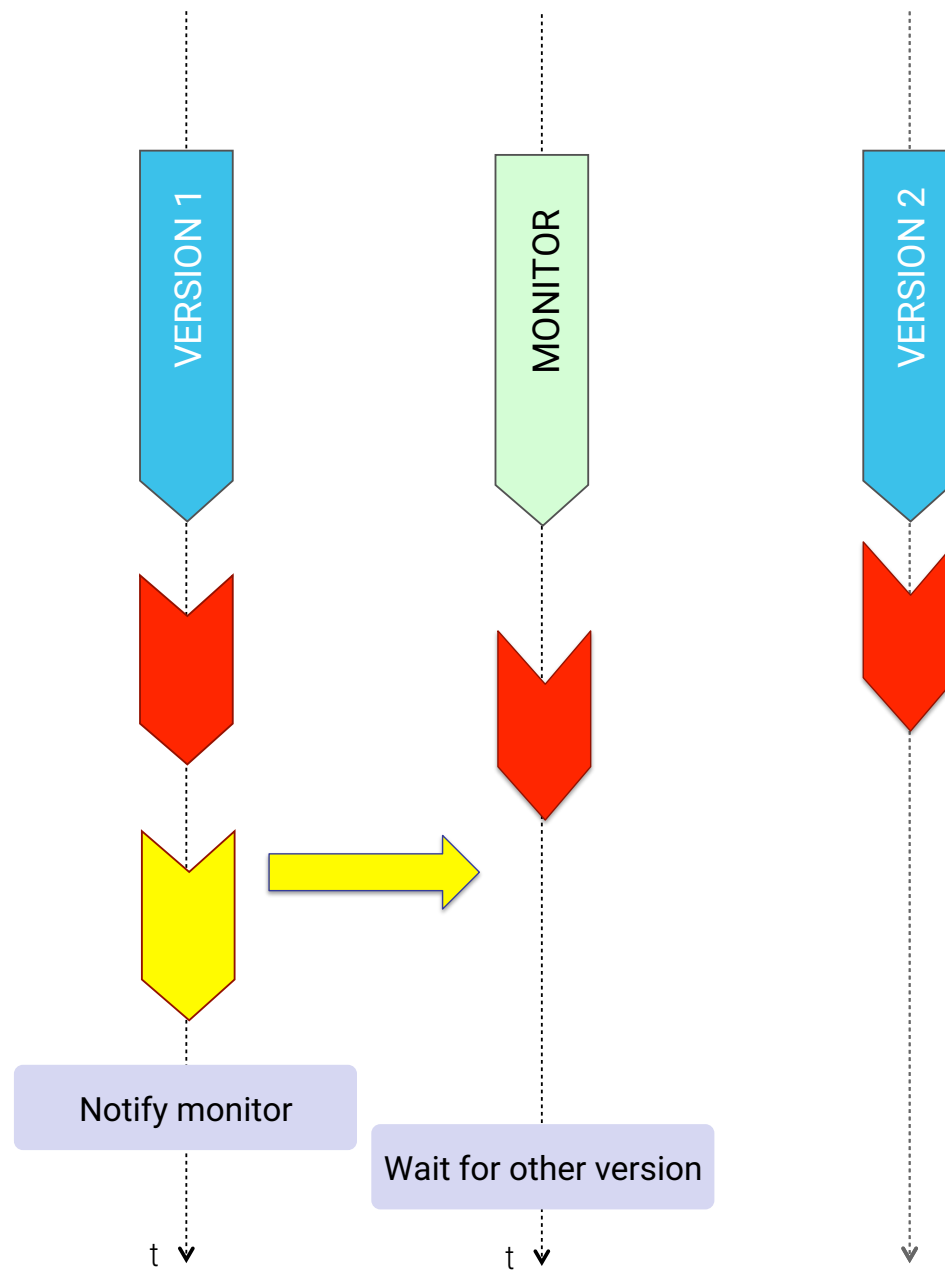 VERSION 1
MONITOR
VERSION 2
Notify monitor
Wait for other version
t
t